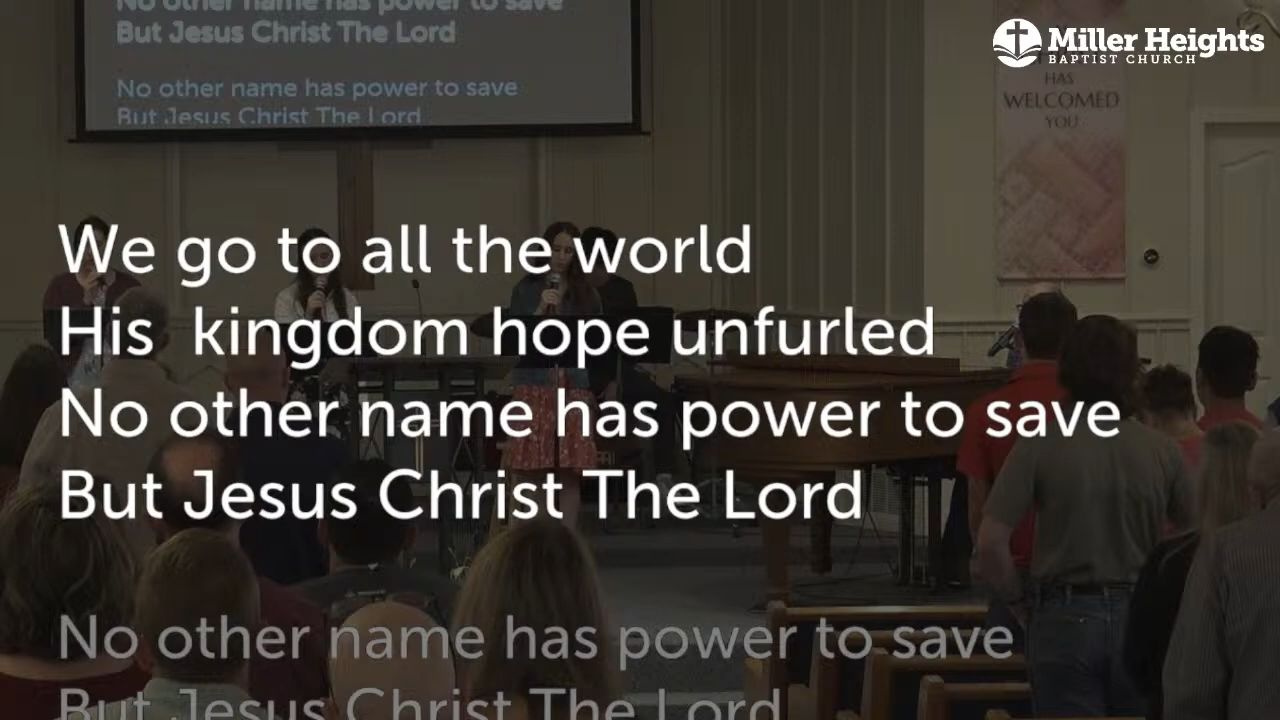 No other name has power to save
But Jesus Christ The Lord
No other name has power to save
But Jesus Christ The Lord
Miller Heights
BAPTIST CHURCH
HAS
WELCOMED
YOU
We go to all the world
His  kingdom hope unfurled
No other name has power to save
But Jesus Christ The Lord
No other name has power to save
But Jesus Christ The Lord